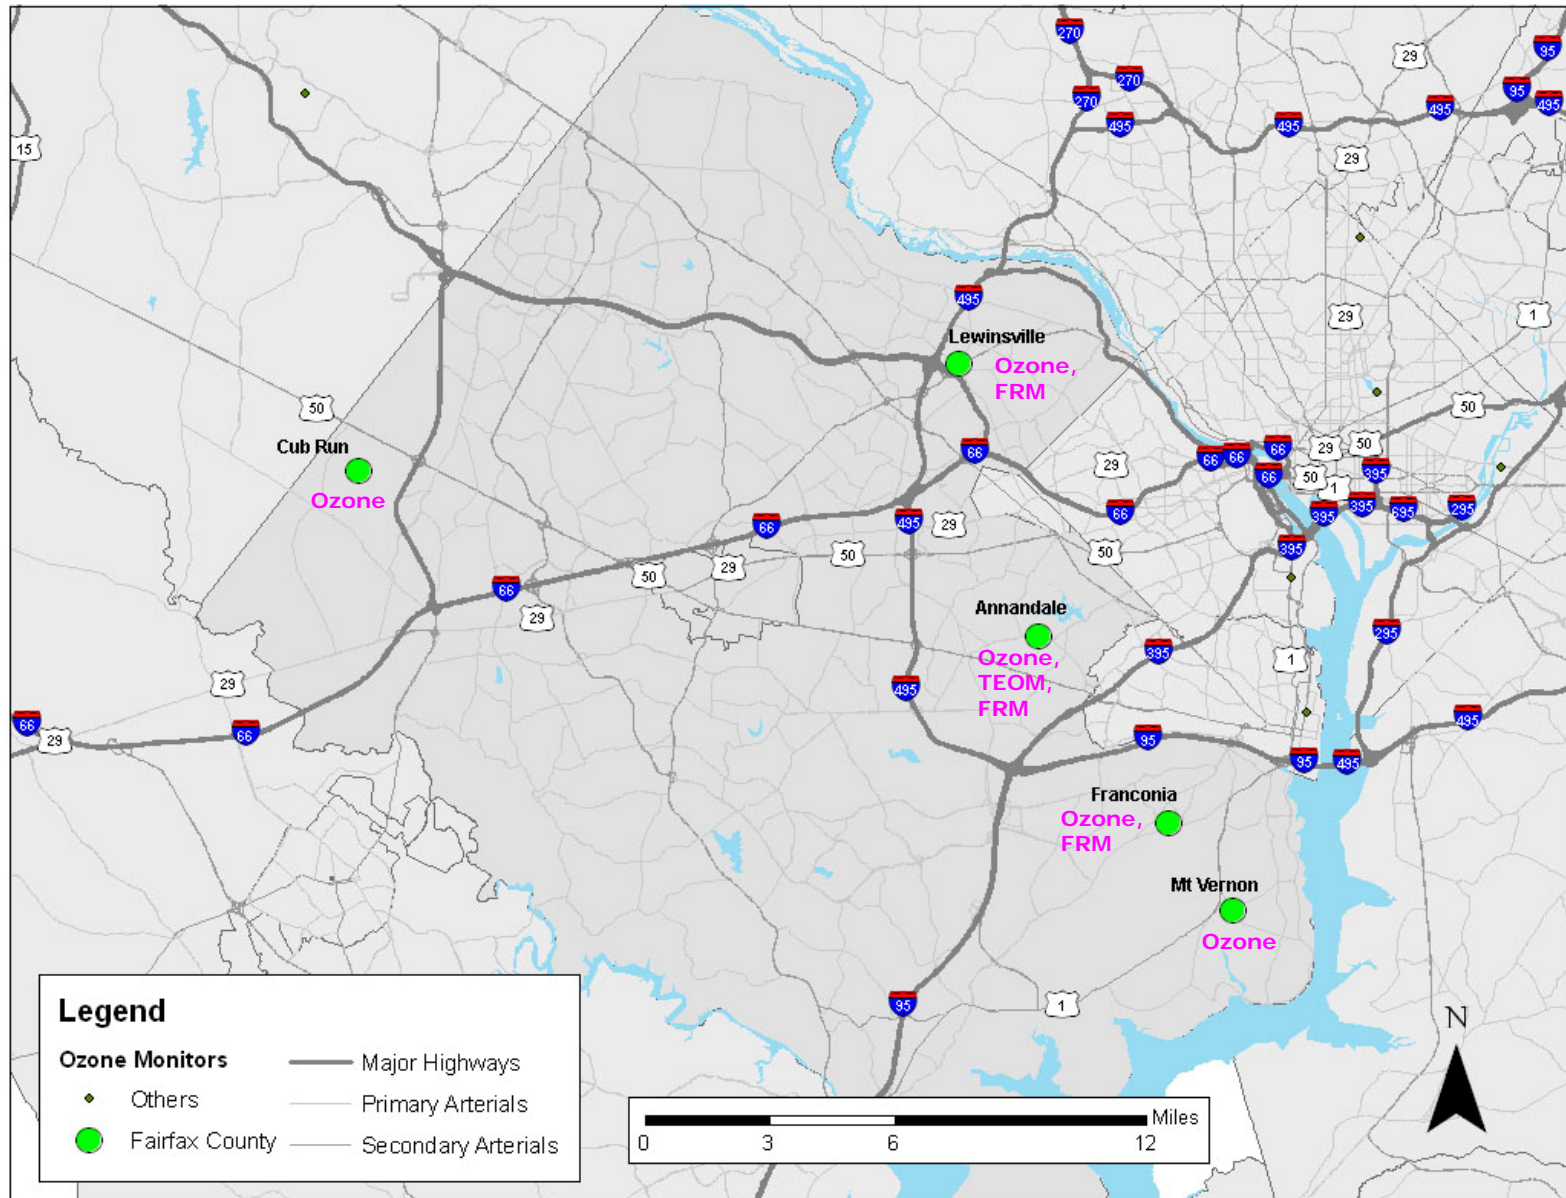 270
29
95
270
270
95
495
495
495
495
15
29
495
29
1
Lewinsville
Ozone,
FRM
50
50
Cub Run
Ozone
66
29
66
66
66
29
50
395
66
50
1
66
495
29
66
395
395
695
295
50
50
29
50
395
66
29
Annandale
Ozone,
TEOM,
FRM
295
395
1
29
495
66
29
66
95
495
95
495
Franconia
Ozone,
FRM
Mt Vernon
Ozone
95
1
N
Legend
Ozone Monitors
Others
Fairfax County
Major Highways
Primary Arterials
Secondary Arterials
Miles
0 3 6 12